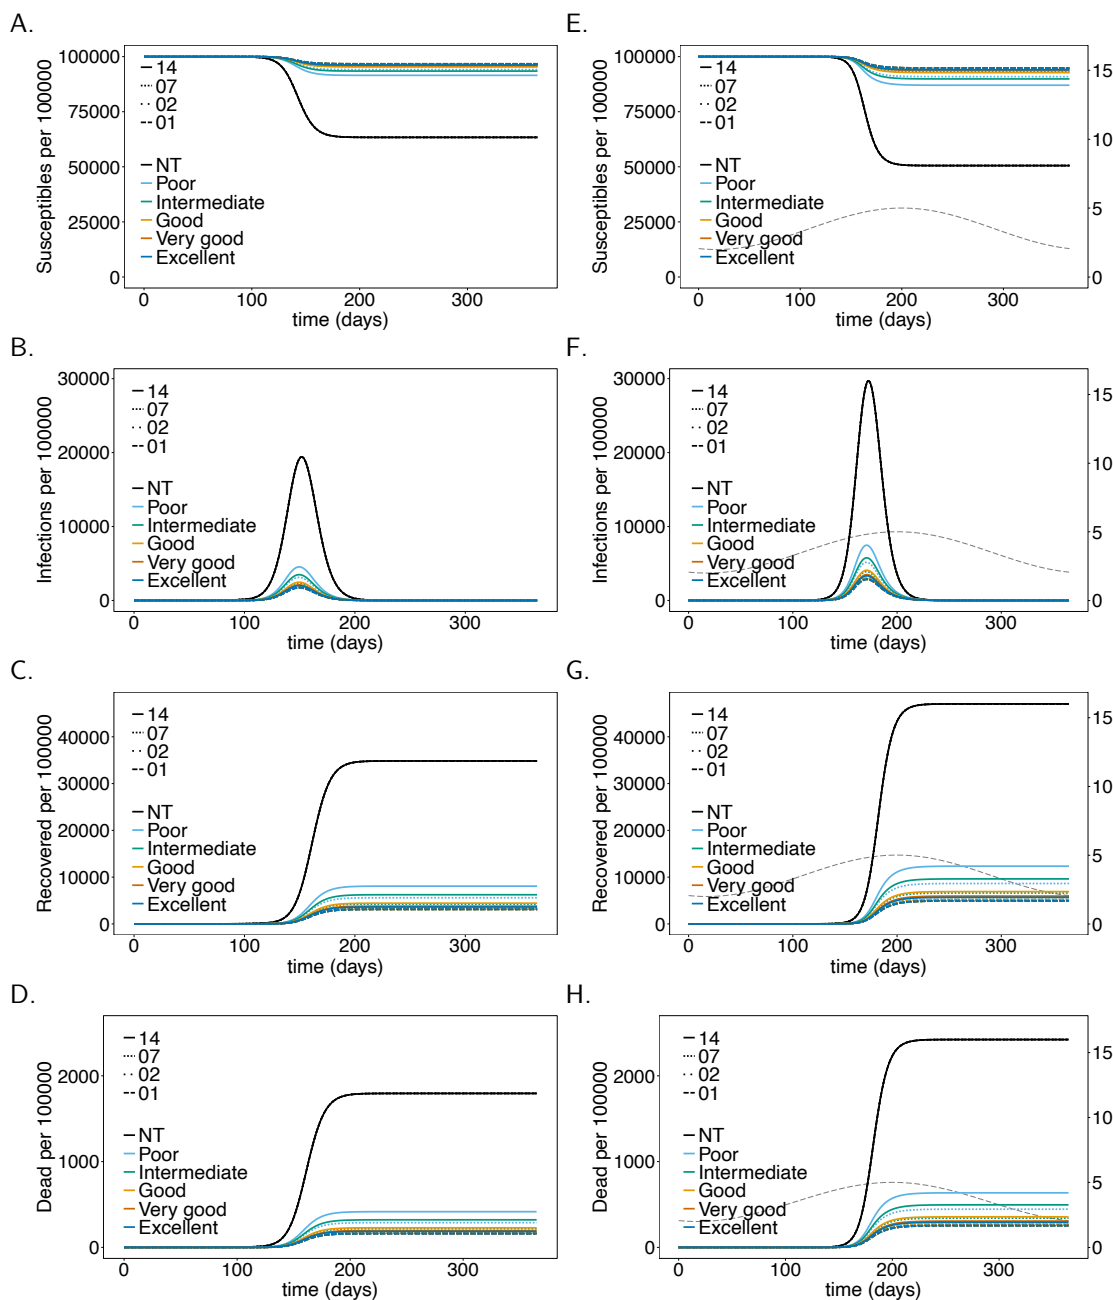 A.
Susceptibles per 100000
100000
75000
50000
25000
0
14
07
02
01
NT
Poor
Intermediate
Good
Very good
Excellent
0 100 200 300
time (days)
E.
Susceptibles per 100000
100000
75000
50000
25000
0
14
07
02
01
NT
Poor
Intermediate
Good
Very good
Excellent
15
10
5
0
0 100 200 300
time (days)
B.
Infections per 100000
30000
20000
10000
0
14
07
02
01
NT
Poor
Intermediate
Good
Very good
Excellent
0 100 200 300
time (days)
F.
Infections per 100000
30000
20000
10000
0
14
07
02
01
NT
Poor
Intermediate
Good
Very good
Excellent
15
10
5
0
0 100 200 300
time (days)
C.
Recovered per 100000
40000
30000
20000
10000
0
14
07
02
01
NT
Poor
Intermediate
Good
Very good
Excellent
0 100 200 300
time (days)
G.
Recovered per 100000
40000
30000
20000
10000
0
14
07
02
01
NT
Poor
Intermediate
Good
Very good
Excellent
15
10
5
0
0 100 200 300
time (days)
D.
Dead per 100000
2000
1000
0
14
07
02
01
NT
Poor
Intermediate
Good
Very good
Excellent
0 100 200 300
time (days)
H.
Dead per 100000
2000
1000
0
14
07
02
01
NT
Poor
Intermediate
Good
Very good
Excellent
15
10
5
0
0 100 200 300
time (days)